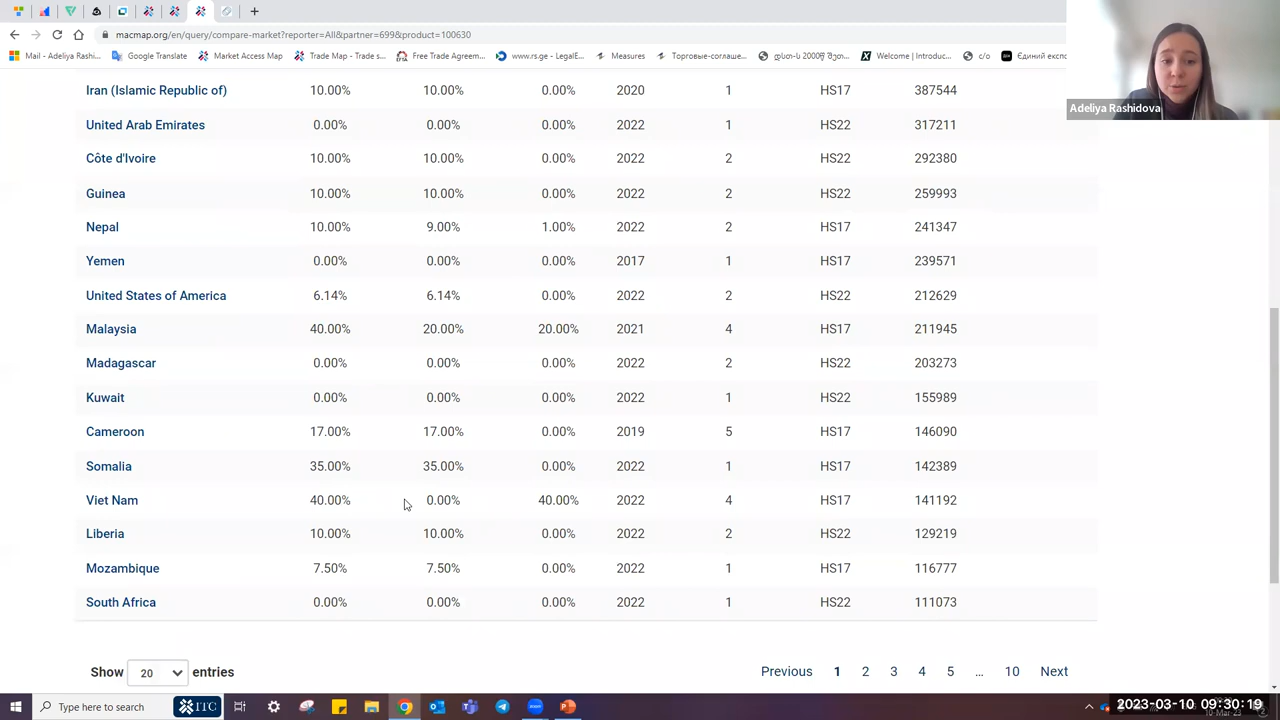 macmap.org/en/query/compare-market?reporter=All&partner=699&product=100630
Mail - Adeliya Rashi... Google Translate Market Access Map Trade Map - Trade s... Free Trade Agreem... www.rs.ge - LegalE... Measures Торговые-соглаше... Welcome | Introduc... c/o Єдиний експо
Adeliya Rashidova
Iran (Islamic Republic of) 10.00% 10.00% 0.00% 2020 1 HS17 387544
United Arab Emirates 0.00% 0.00% 0.00% 2022 1 HS22 317211
Côte d'Ivoire 10.00% 10.00% 0.00% 2022 2 HS22 292380
Guinea 10.00% 10.00% 0.00% 2022 2 HS22 259993
Nepal 10.00% 9.00% 1.00% 2022 2 HS17 241347
Yemen 0.00% 0.00% 0.00% 2017 1 HS17 239571
United States of America 6.14% 6.14% 0.00% 2022 2 HS22 212629
Malaysia 40.00% 20.00% 20.00% 2021 4 HS17 211945
Madagascar 0.00% 0.00% 0.00% 2022 2 HS22 203273
Kuwait 0.00% 0.00% 0.00% 2022 1 HS22 155989
Cameroon 17.00% 17.00% 0.00% 2019 5 HS17 146090
Somalia 35.00% 35.00% 0.00% 2022 1 HS17 142389
Viet Nam 40.00% 0.00% 40.00% 2022 4 HS17 141192
Liberia 10.00% 10.00% 0.00% 2022 2 HS22 129219
Mozambique 7.50% 7.50% 0.00% 2022 1 HS17 116777
South Africa 0.00% 0.00% 0.00% 2022 1 HS22 111073
Show 20 entries Previous 1 2 3 4 5 ... 10 Next
Type here to search ITC 2023-03-10 09:30:19